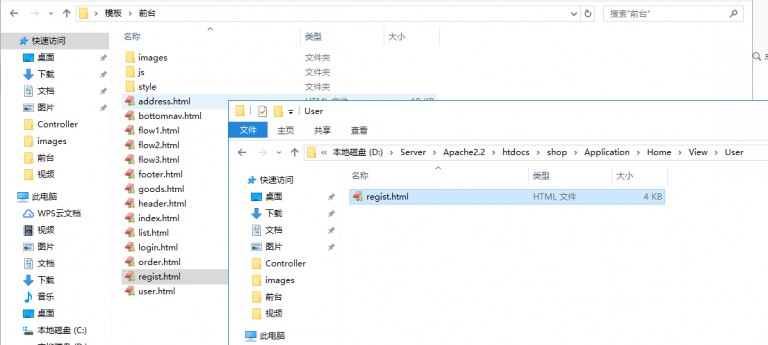 模板 › 前台
搜索"前台"
快速访问
桌面
下载
文档
图片
Controller
images
前台
视频
此电脑
WPS云文档
视频
图片
文档
下载
音乐
桌面
本地磁盘 (C:)
名称
类型
大小
images
文件夹
js
文件夹
style
文件夹
address.html
bottomnav.html
flow1.html
flow2.html
flow3.html
footer.html
goods.html
header.html
index.html
list.html
login.html
order.html
regist.html
user.html
User
文件
主页
共享
查看
« 本地磁盘 (D:) › Server › Apache2.2 › htdocs › shop › Application › Home › View › User
快速访问
桌面
下载
文档
图片
Controller
images
前台
视频
此电脑
名称
类型
大小
regist.html
HTML 文件
4 KB